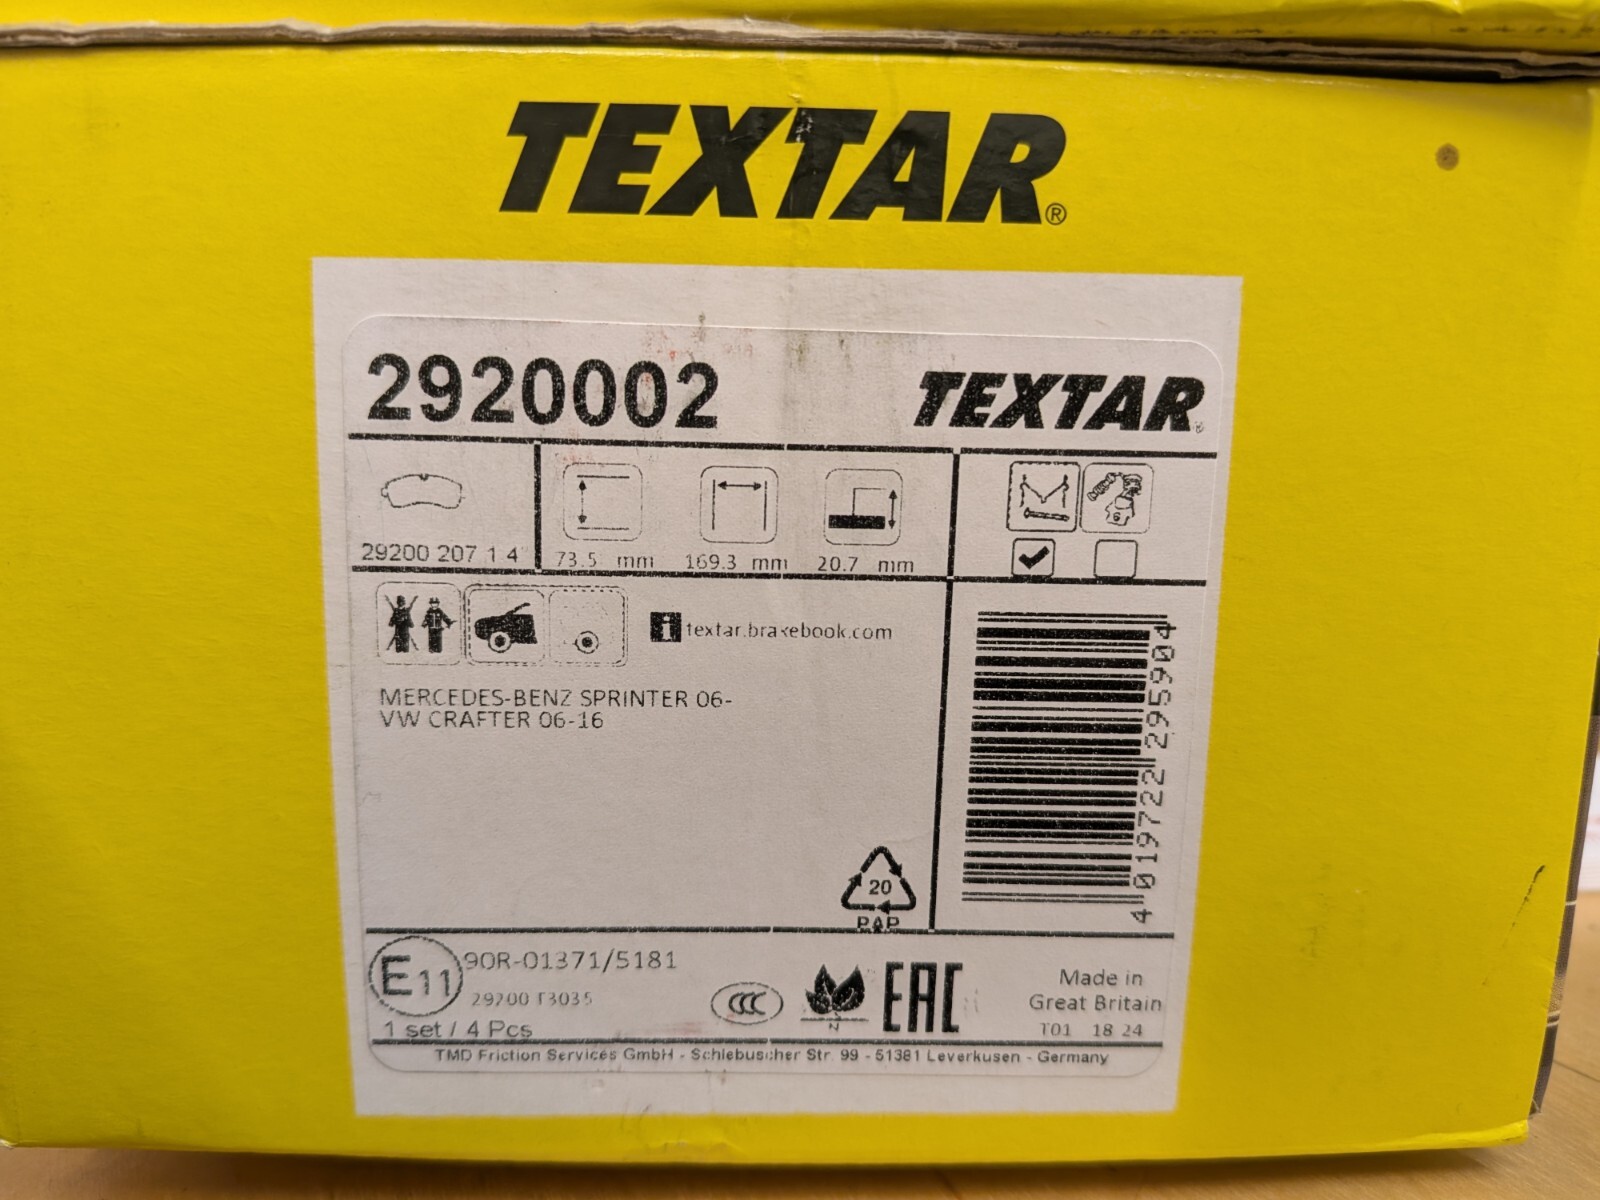 TEXTAR®
2920002
TEXTAR
29200 207 1 4
73.5 mm 169.3 mm 20.7 mm
i textar.brakebook.com
MERCEDES-BENZ SPRINTER 06-
VW CRAFTER 06-16
4 019722 295904
20
PAP
E11 90R-01371/5181
29200 T3035
1 set / 4 Pcs
CCC
N
EAC
Made in
Great Britain
T01 18 24
TMD Friction Services GmbH - Schlebuscher Str. 99 - 51381 Leverkusen - Germany